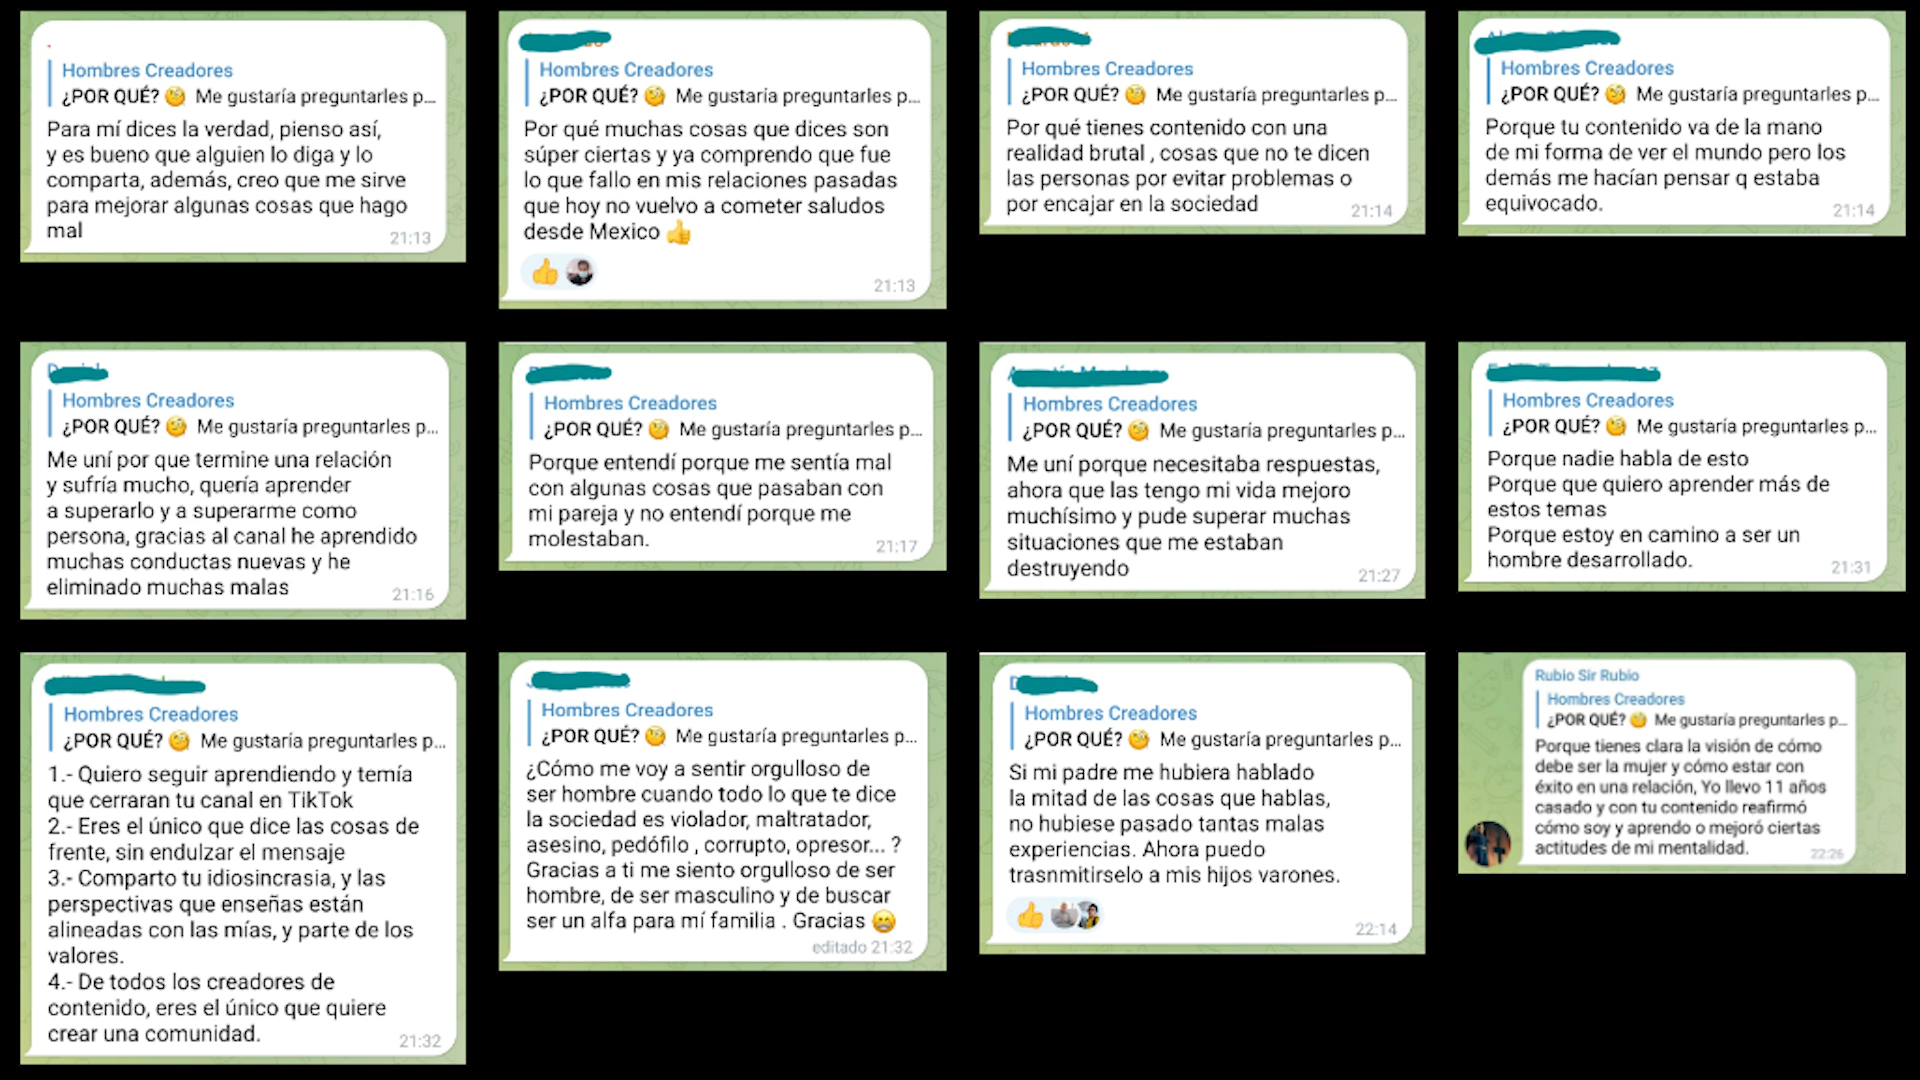 Hombres Creadores
¿POR QUÉ? 🧐 Me gustaría preguntarles p...
Para mí dices la verdad, pienso así,
y es bueno que alguien lo diga y lo
comparta, además, creo que me sirve
para mejorar algunas cosas que hago
mal
21:13
Hombres Creadores
¿POR QUÉ? 🧐 Me gustaría preguntarles p...
Por qué muchas cosas que dices son
súper ciertas y ya comprendo que fue
lo que fallo en mis relaciones pasadas
que hoy no vuelvo a cometer saludos
desde Mexico 👍
👍
21:13
Hombres Creadores
¿POR QUÉ? 🧐 Me gustaría preguntarles p...
Por qué tienes contenido con una
realidad brutal , cosas que no te dicen
las personas por evitar problemas o
por encajar en la sociedad
21:14
Hombres Creadores
¿POR QUÉ? 🧐 Me gustaría preguntarles p...
Porque tu contenido va de la mano
de mi forma de ver el mundo pero los
demás me hacían pensar q estaba
equivocado.
21:14
Hombres Creadores
¿POR QUÉ? 🧐 Me gustaría preguntarles p...
Me uní por que termine una relación
y sufría mucho, quería aprender
a superarlo y a superarme como
persona, gracias al canal he aprendido
muchas conductas nuevas y he
eliminado muchas malas
21:16
Hombres Creadores
¿POR QUÉ? 🧐 Me gustaría preguntarles p...
Porque entendí porque me sentía mal
con algunas cosas que pasaban con
mi pareja y no entendí porque me
molestaban.
21:17
Hombres Creadores
¿POR QUÉ? 🧐 Me gustaría preguntarles p...
Me uní porque necesitaba respuestas,
ahora que las tengo mi vida mejoro
muchísimo y pude superar muchas
situaciones que me estaban
destruyendo
21:27
Hombres Creadores
¿POR QUÉ? 🧐 Me gustaría preguntarles p...
Porque nadie habla de esto
Porque que quiero aprender más de
estos temas
Porque estoy en camino a ser un
hombre desarrollado.
21:31
Hombres Creadores
¿POR QUÉ? 🧐 Me gustaría preguntarles p...
1.- Quiero seguir aprendiendo y temía
que cerraran tu canal en TikTok
2.- Eres el único que dice las cosas de
frente, sin endulzar el mensaje
3.- Comparto tu idiosincrasia, y las
perspectivas que enseñas están
alineadas con las mías, y parte de los
valores.
4.- De todos los creadores de
contenido, eres el único que quiere
crear una comunidad.
21:32
Hombres Creadores
¿POR QUÉ? 🧐 Me gustaría preguntarles p...
¿Cómo me voy a sentir orgulloso de
ser hombre cuando todo lo que te dice
la sociedad es violador, maltratador,
asesino, pedófilo , corrupto, opresor... ?
Gracias a ti me siento orgulloso de ser
hombre, de ser masculino y de buscar
ser un alfa para mí familia . Gracias 😁
editado 21:32
Hombres Creadores
¿POR QUÉ? 🧐 Me gustaría preguntarles p...
Si mi padre me hubiera hablado
la mitad de las cosas que hablas,
no hubiese pasado tantas malas
experiencias. Ahora puedo
trasnmitirselo a mis hijos varones.
👍
22:14
Rubio Sir Rubio
Hombres Creadores
¿POR QUÉ? 🧐 Me gustaría preguntarles p...
Porque tienes clara la visión de cómo
debe ser la mujer y cómo estar con
éxito en una relación, Yo llevo 11 años
casado y con tu contenido reafirmó
cómo soy y aprendo o mejoró ciertas
actitudes de mi mentalidad.
22:26